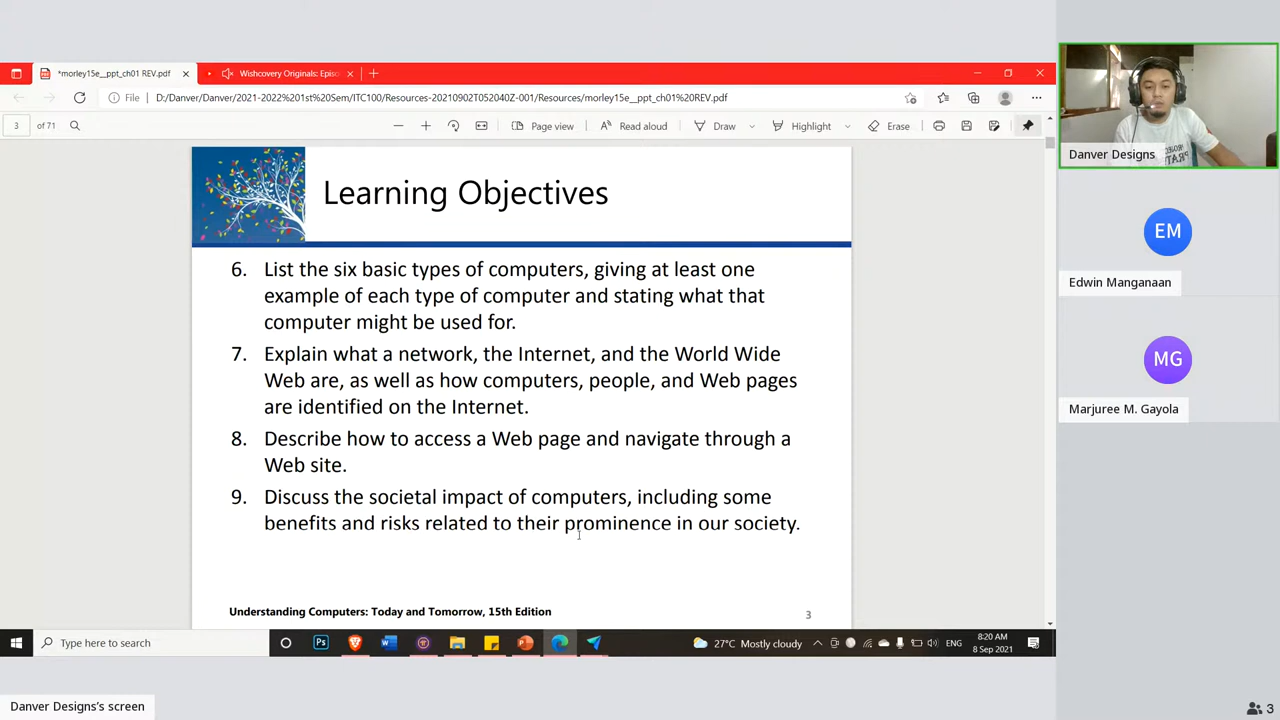 *morley15e__ppt_ch01 REV.pdf
Wishcovery Originals: Episo
File
D:/Danver/Danver/2021-2022%201st%20Sem/ITC100/Resources-20210902T052040Z-001/Resources/morley15e__ppt_ch01%20REV.pdf
3 of 71
Page view
Read aloud
Draw
Highlight
Erase
Learning Objectives
6. List the six basic types of computers, giving at least one
example of each type of computer and stating what that
computer might be used for.
7. Explain what a network, the Internet, and the World Wide
Web are, as well as how computers, people, and Web pages
are identified on the Internet.
8. Describe how to access a Web page and navigate through a
Web site.
9. Discuss the societal impact of computers, including some
benefits and risks related to their prominence in our society.
Understanding Computers: Today and Tomorrow, 15th Edition
3
Type here to search
Ps
27°C Mostly cloudy
ENG
8:20 AM
8 Sep 2021
Danver Designs
EM
Edwin Manganaan
MG
Marjuree M. Gayola
Danver Designs's screen
3